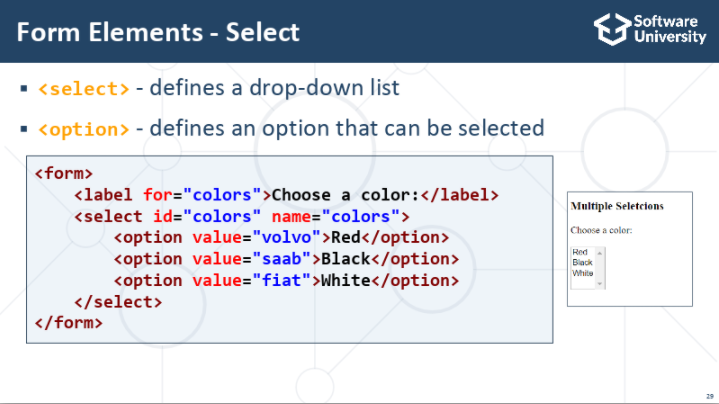 Form Elements - Select
Software
University
▪ <select> - defines a drop-down list
▪ <option> - defines an option that can be selected
<form>
    <label for="colors">Choose a color:</label>
    <select id="colors" name="colors">
        <option value="volvo">Red</option>
        <option value="saab">Black</option>
        <option value="fiat">White</option>
    </select>
</form>
Multiple Seletcions
Choose a color:
Red
Black
White
29